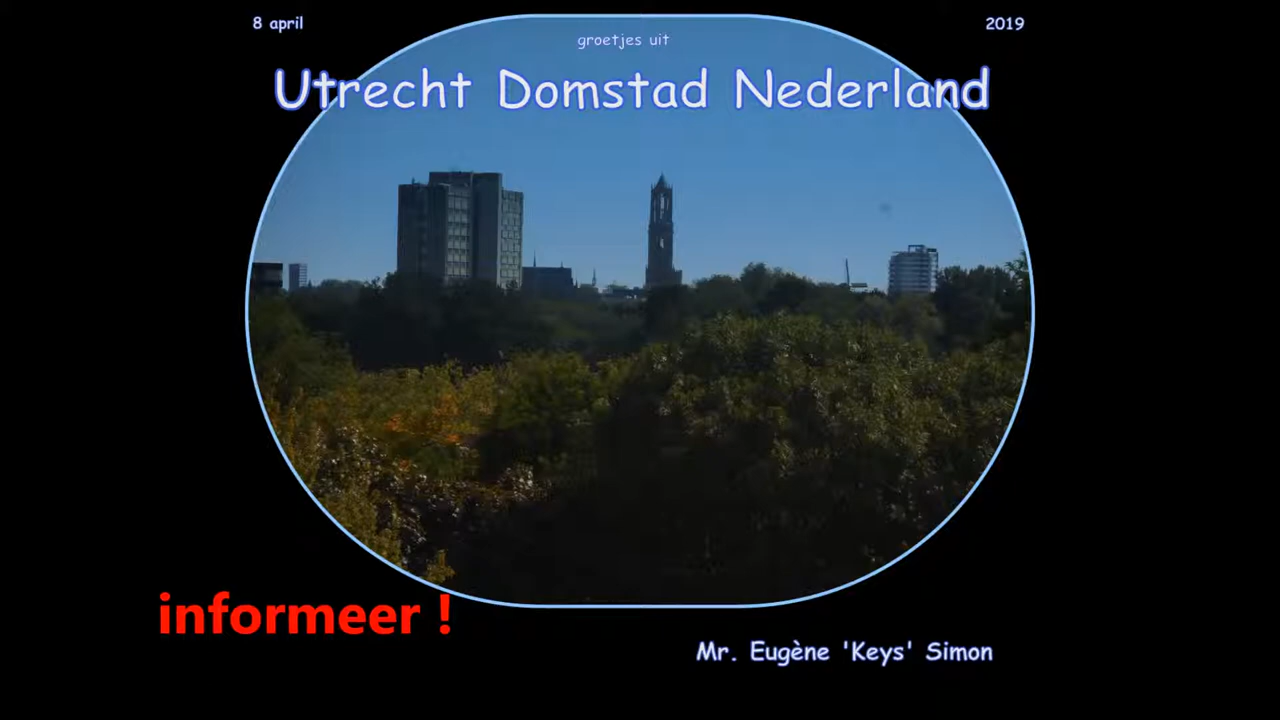 8 april
2019
groetjes uit
Utrecht Domstad Nederland
informeer !
Mr. Eugène 'Keys' Simon